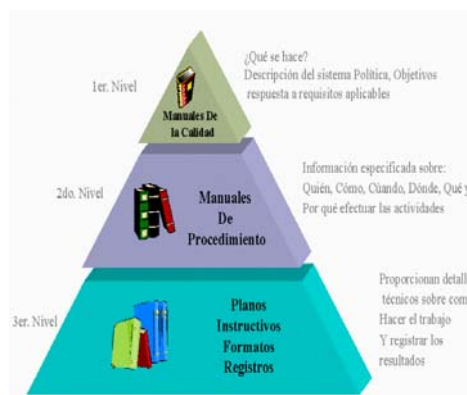 1er. Nivel
Manuales De
la Calidad
¿Qué se hace?
Descripción del sistema Política, Objetivos
respuesta a requisitos aplicables
2do. Nivel
Manuales
De
Procedimiento
Información especificada sobre:
Quién, Cómo, Cúando, Dónde, Qué y
Por qué efectuar las actividades
3er. Nivel
Planos
Instructivos
Formatos
Registros
Proporcionan detall
técnicos sobre com
Hacer el trabajo
Y registrar los
resultados